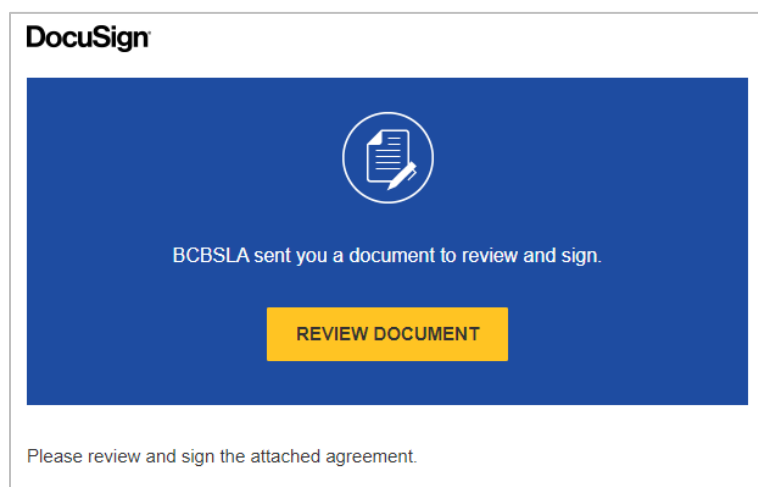 DocuSign
BCBSLA sent you a document to review and sign.
REVIEW DOCUMENT
Please review and sign the attached agreement.